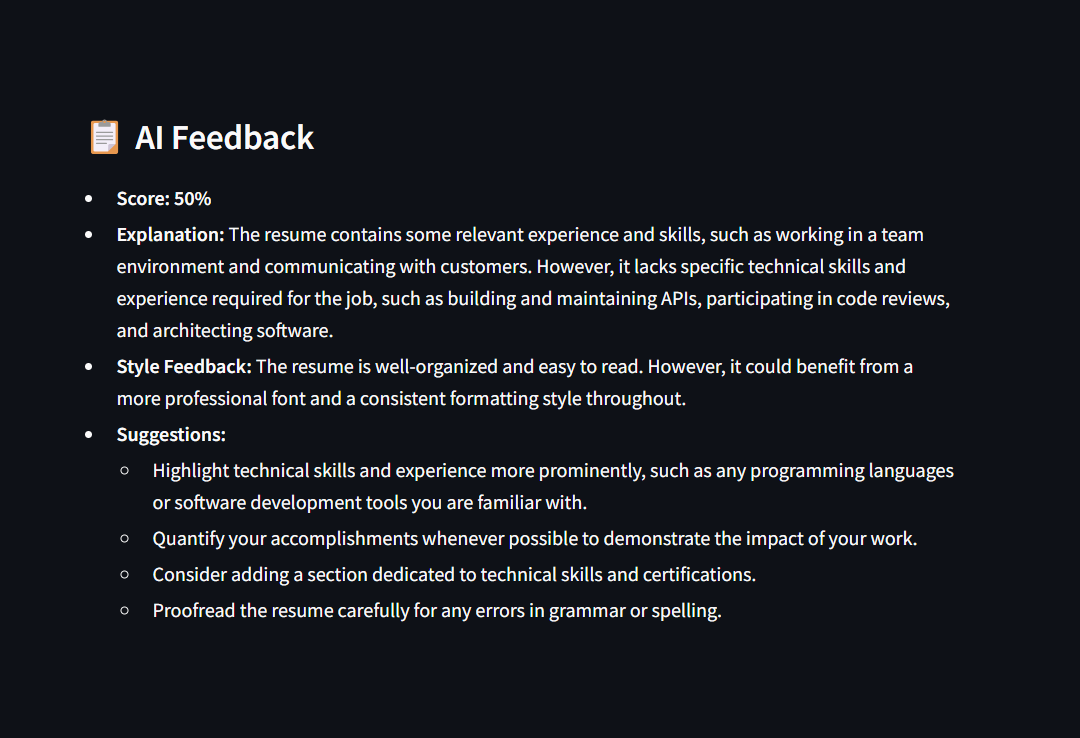 AI Feedback
Score: 50%
Explanation: The resume contains some relevant experience and skills, such as working in a team
environment and communicating with customers. However, it lacks specific technical skills and
experience required for the job, such as building and maintaining APIs, participating in code reviews,
and architecting software.
Style Feedback: The resume is well-organized and easy to read. However, it could benefit from a
more professional font and a consistent formatting style throughout.
Suggestions:
Highlight technical skills and experience more prominently, such as any programming languages
or software development tools you are familiar with.
Quantify your accomplishments whenever possible to demonstrate the impact of your work.
Consider adding a section dedicated to technical skills and certifications.
Proofread the resume carefully for any errors in grammar or spelling.